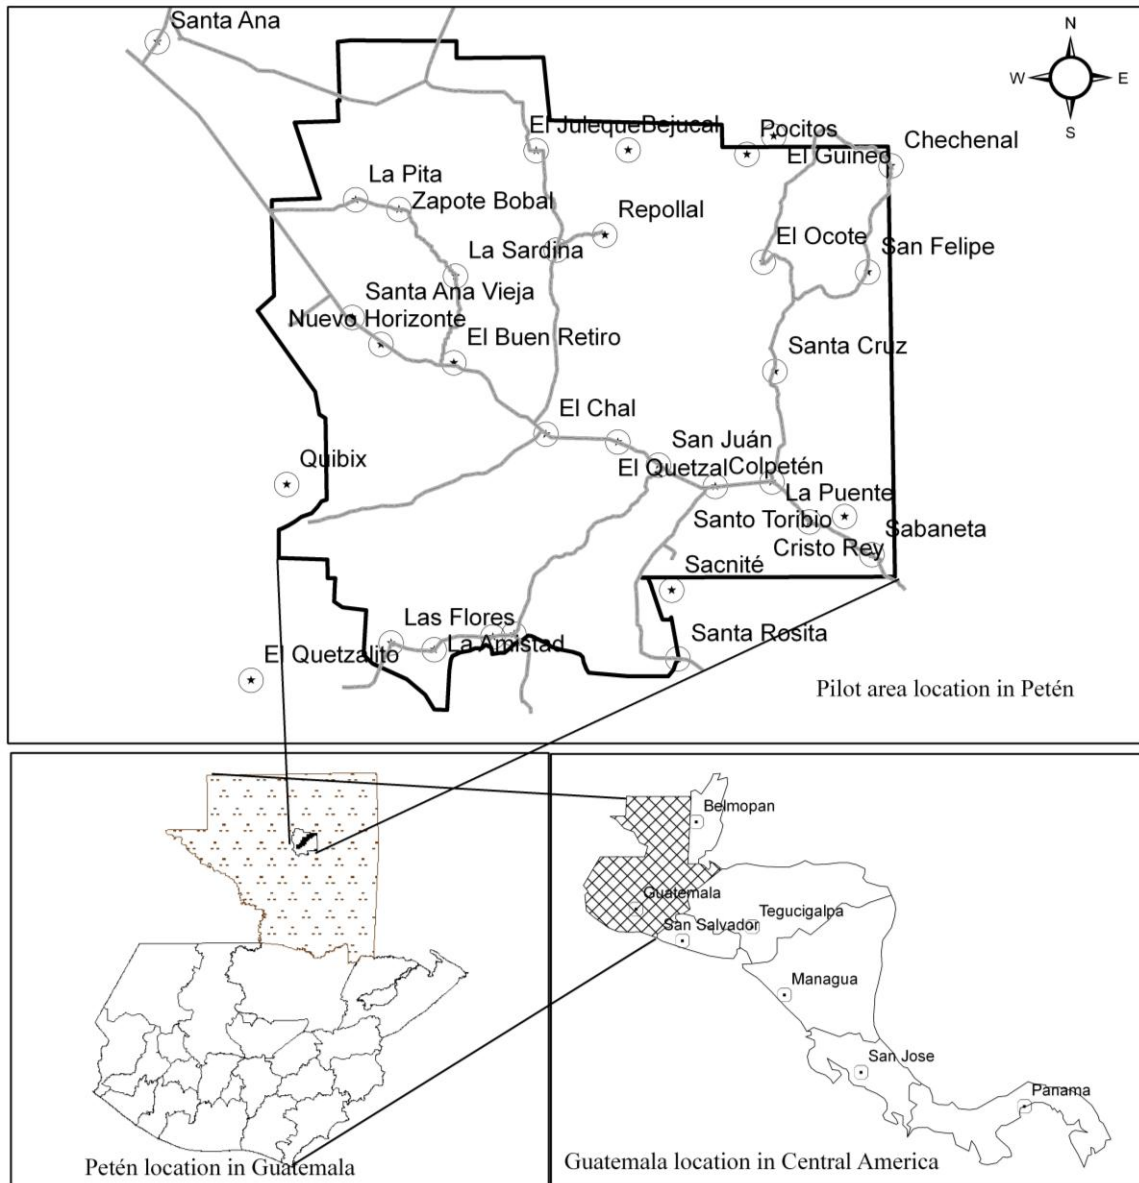 Santa Ana
N
W
E
S
El Juleque
Bejucal
Pocitos
El Guineo
Chechenal
La Pita
Zapote Bobal
Repollal
La Sardina
El Ocote
San Felipe
Santa Ana Vieja
Nuevo Horizonte
El Buen Retiro
Santa Cruz
El Chal
San Juán
Quibix
El Quetzal
Colpetén
La Puente
Santo Toribio
Sabaneta
Cristo Rey
Sacnité
Las Flores
La Amistad
Santa Rosita
El Quetzalito
Pilot area location in Petén
Belmopan
Guatemala
Tegucigalpa
San Salvador
Managua
San Jose
Panama
Petén location in Guatemala
Guatemala location in Central America